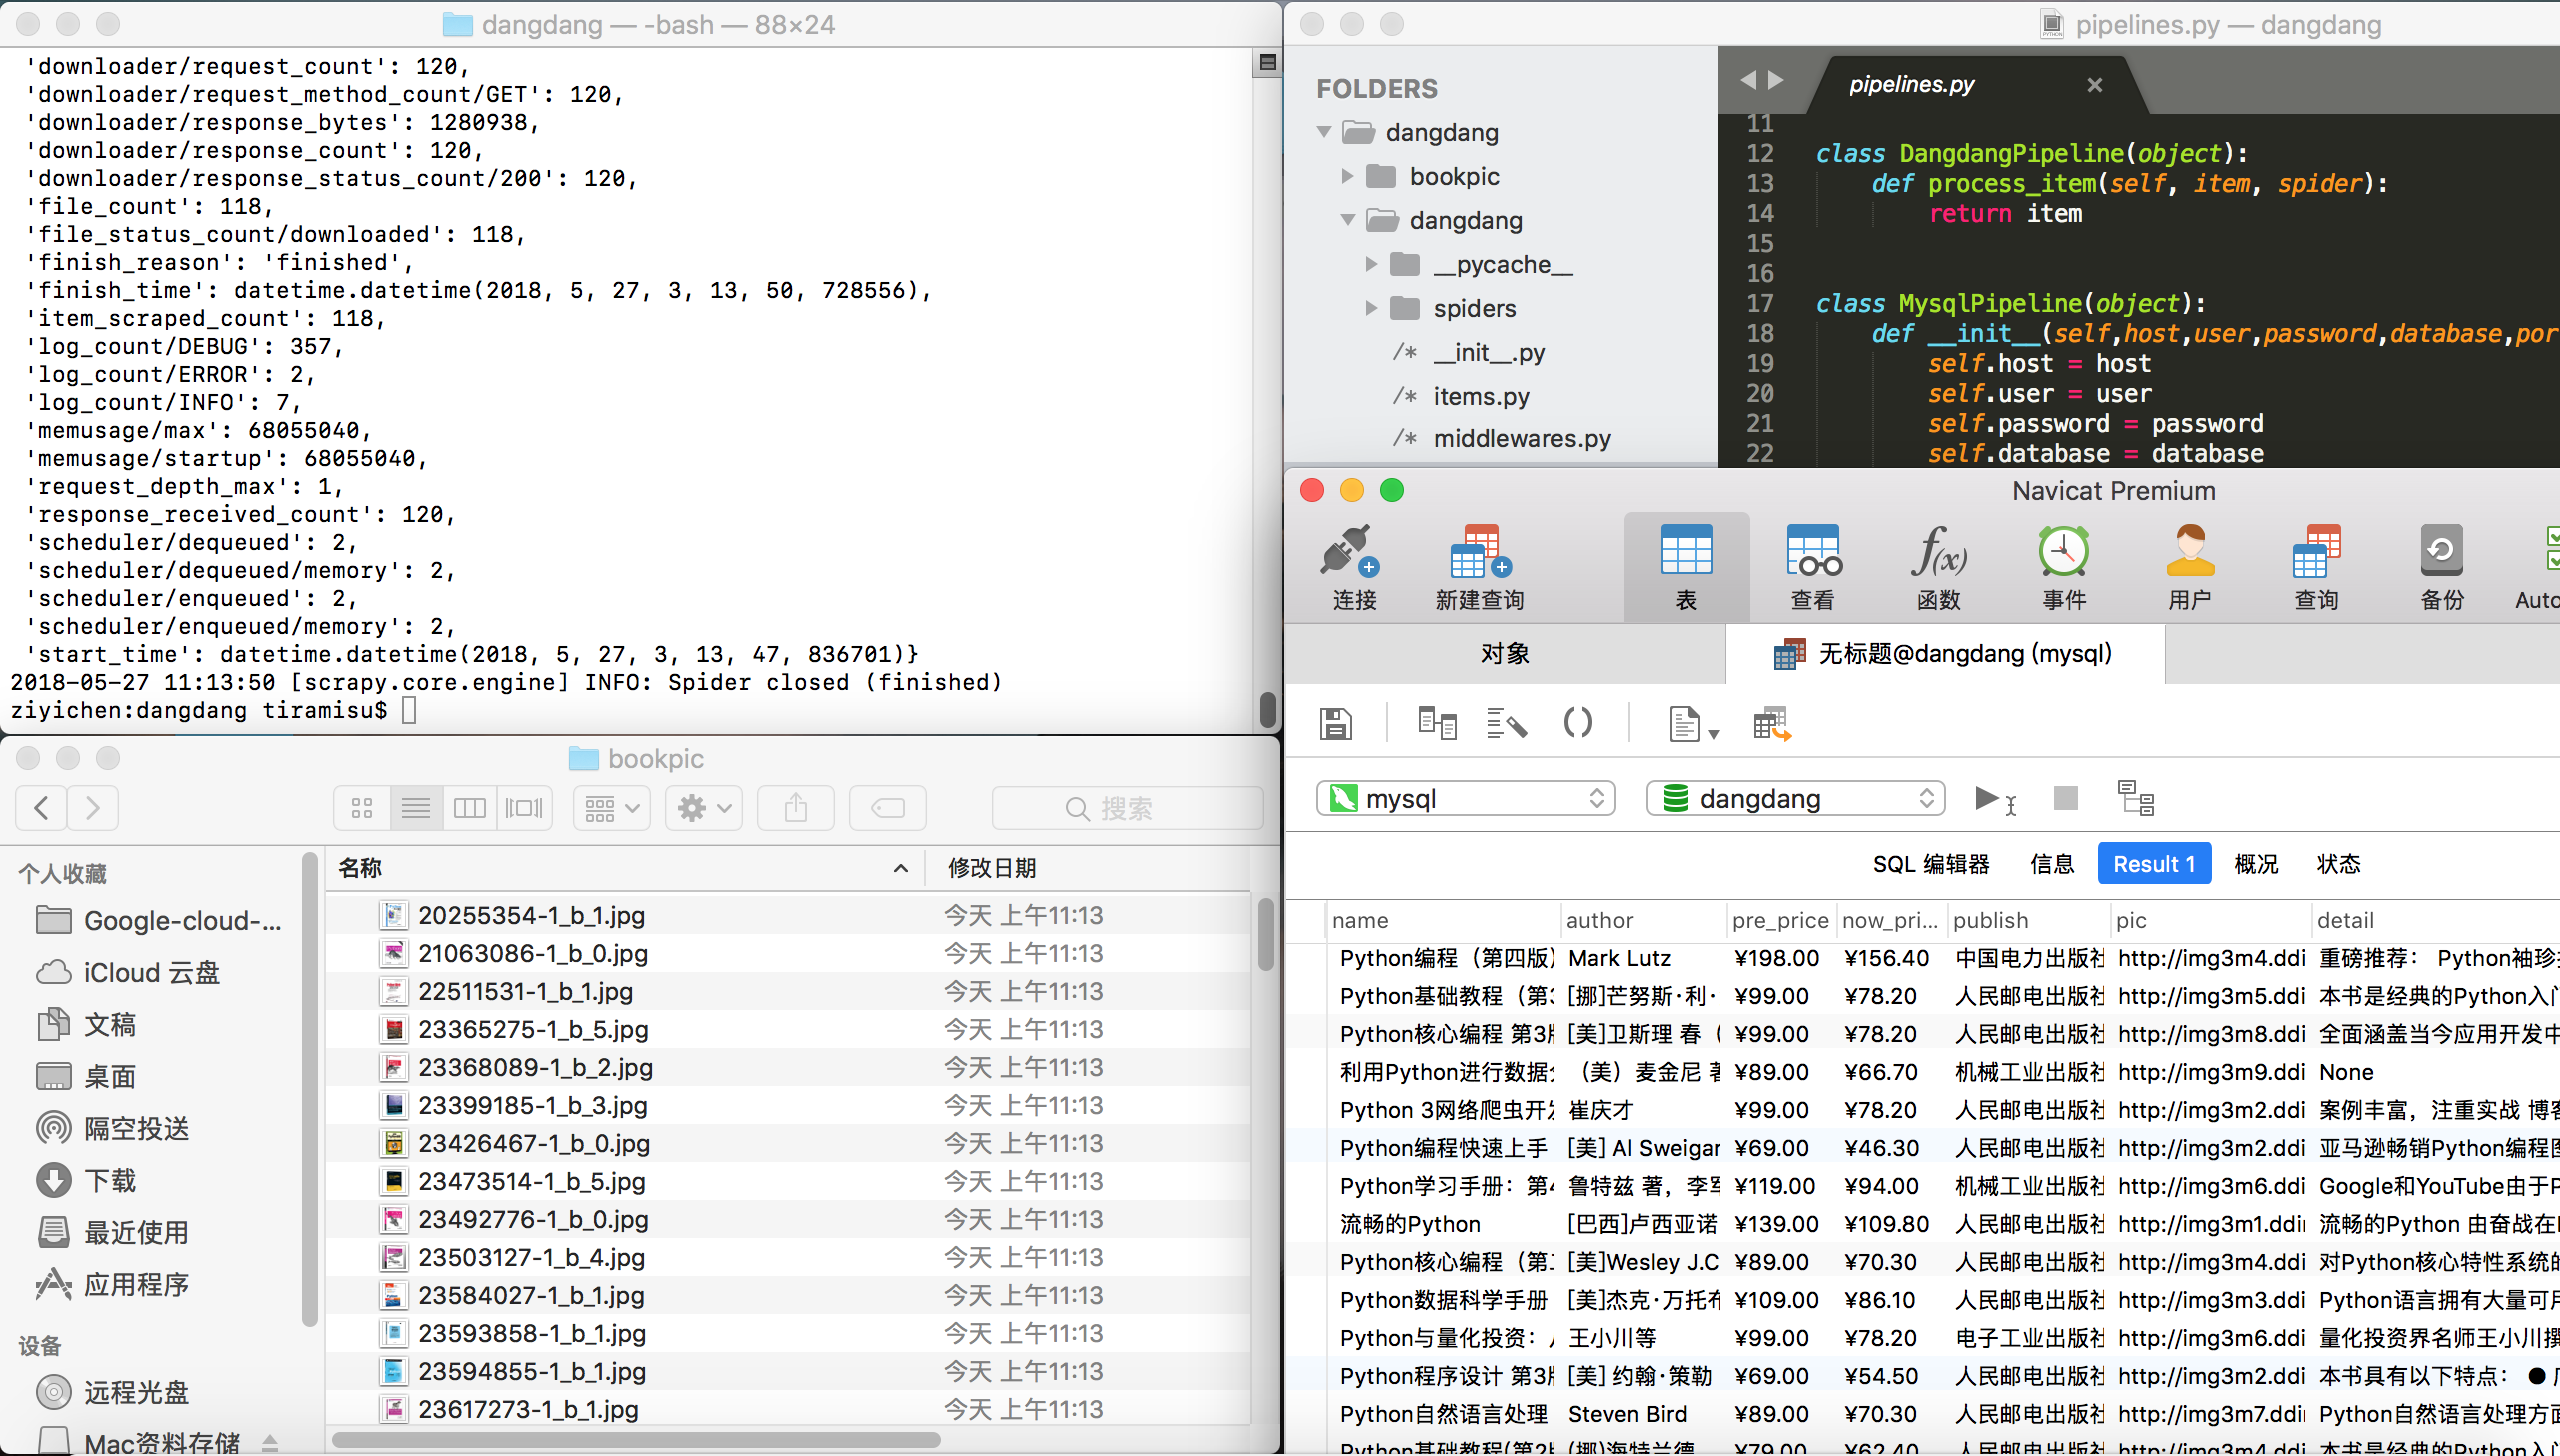 dangdang — -bash — 88×24
'downloader/request_count': 120,
'downloader/request_method_count/GET': 120,
'downloader/response_bytes': 1280938,
'downloader/response_count': 120,
'downloader/response_status_count/200': 120,
'file_count': 118,
'file_status_count/downloaded': 118,
'finish_reason': 'finished',
'finish_time': datetime.datetime(2018, 5, 27, 3, 13, 50, 728556),
'item_scraped_count': 118,
'log_count/DEBUG': 357,
'log_count/ERROR': 2,
'log_count/INFO': 7,
'memusage/max': 68055040,
'memusage/startup': 68055040,
'request_depth_max': 1,
'response_received_count': 120,
'scheduler/dequeued': 2,
'scheduler/dequeued/memory': 2,
'scheduler/enqueued': 2,
'scheduler/enqueued/memory': 2,
'start_time': datetime.datetime(2018, 5, 27, 3, 13, 47, 836701)}
2018-05-27 11:13:50 [scrapy.core.engine] INFO: Spider closed (finished)
ziyichen:dangdang tiramisu$
pipelines.py — dangdang
FOLDERS
dangdang
bookpic
dangdang
__pycache__
spiders
/* __init__.py
/* items.py
/* middlewares.py
pipelines.py
11
12 class DangdangPipeline(object):
13 def process_item(self, item, spider):
14 return item
15
16
17 class MysqlPipeline(object):
18 def __init__(self,host,user,password,database,por
19 self.host = host
20 self.user = user
21 self.password = password
22 self.database = database
bookpic
搜索
个人收藏
Google-cloud-...
iCloud 云盘
文稿
桌面
隔空投送
下载
最近使用
应用程序
设备
远程光盘
Mac资料存储
名称 修改日期
20255354-1_b_1.jpg 今天 上午11:13
21063086-1_b_0.jpg 今天 上午11:13
22511531-1_b_1.jpg 今天 上午11:13
23365275-1_b_5.jpg 今天 上午11:13
23368089-1_b_2.jpg 今天 上午11:13
23399185-1_b_3.jpg 今天 上午11:13
23426467-1_b_0.jpg 今天 上午11:13
23473514-1_b_5.jpg 今天 上午11:13
23492776-1_b_0.jpg 今天 上午11:13
23503127-1_b_4.jpg 今天 上午11:13
23584027-1_b_1.jpg 今天 上午11:13
23593858-1_b_1.jpg 今天 上午11:13
23594855-1_b_1.jpg 今天 上午11:13
23617273-1_b_1.jpg 今天 上午11:13
Navicat Premium
连接 新建查询 表 查看 函数 事件 用户 查询 备份 Auto
对象 无标题@dangdang (mysql)
mysql dangdang
SQL 编辑器 信息 Result 1 概况 状态
name author pre_price now_pri... publish pic detail
Python编程（第四版） Mark Lutz ¥198.00 ¥156.40 中国电力出版社 http://img3m4.ddi 重磅推荐： Python袖珍
Python基础教程（第 [挪]芒努斯·利· ¥99.00 ¥78.20 人民邮电出版社 http://img3m5.ddi 本书是经典的Python入门
Python核心编程 第3 [美]卫斯理 春（ ¥99.00 ¥78.20 人民邮电出版社 http://img3m8.ddi 全面涵盖当今应用开发中
利用Python进行数据 （美）麦金尼 著 ¥89.00 ¥66.70 机械工业出版社 http://img3m9.ddi None
Python 3网络爬虫开发 崔庆才 ¥99.00 ¥78.20 人民邮电出版社 http://img3m2.ddi 案例丰富，注重实战 博客
Python编程快速上手 [美] Al Sweigar ¥69.00 ¥46.30 人民邮电出版社 http://img3m2.ddi 亚马逊畅销Python编程图
Python学习手册：第4 鲁特兹 著，李军 ¥119.00 ¥94.00 机械工业出版社 http://img3m6.ddi Google和YouTube由于P
流畅的Python [巴西]卢西亚诺 ¥139.00 ¥109.80 人民邮电出版社 http://img3m1.ddi 流畅的Python 由奋战在
Python核心编程（第 [美]Wesley J.C ¥89.00 ¥70.30 人民邮电出版社 http://img3m4.ddi 对Python核心特性系统的
Python数据科学手册 [美]杰克·万托布 ¥109.00 ¥86.10 人民邮电出版社 http://img3m3.ddi Python语言拥有大量可用
Python与量化投资： 王小川等 ¥99.00 ¥78.20 电子工业出版社 http://img3m6.ddi 量化投资界名师王小川撰
Python程序设计 第3 [美] 约翰·策勒 ¥69.00 ¥54.50 人民邮电出版社 http://img3m2.ddi 本书具有以下特点： ●
Python自然语言处理 Steven Bird ¥89.00 ¥70.30 人民邮电出版社 http://img3m7.ddi Python自然语言处理方面
Python基础教程(第2 (挪)海特兰德 ¥79.00 ¥62.40 人民邮电出版社 http://img3m4.ddi 本书是经典的Python